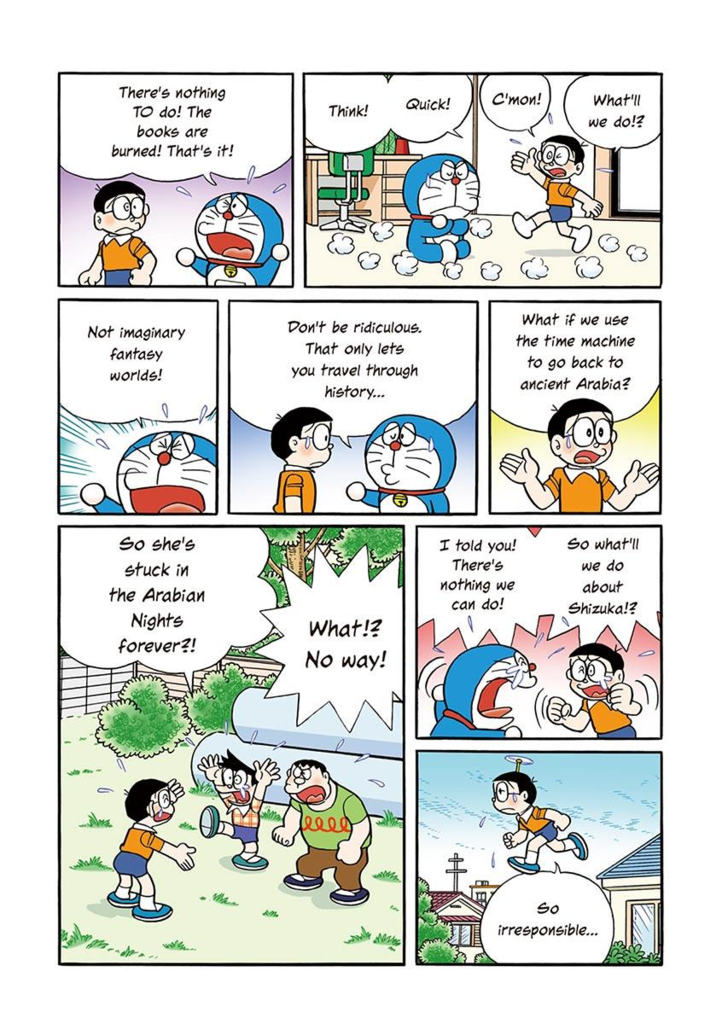 What'll
we do!?
C'mon!
Quick!
Think!
There's nothing
TO do! The
books are
burned! That's it!
What if we use
the time machine
to go back to
ancient Arabia?
Don't be ridiculous.
That only lets
you travel through
history...
Not imaginary
fantasy
worlds!
So what'll
we do
about
Shizuka!?
I told you!
There's
nothing we
can do!
So
irresponsible...
What!?
No way!
So she's
stuck in
the Arabian
Nights
forever?!